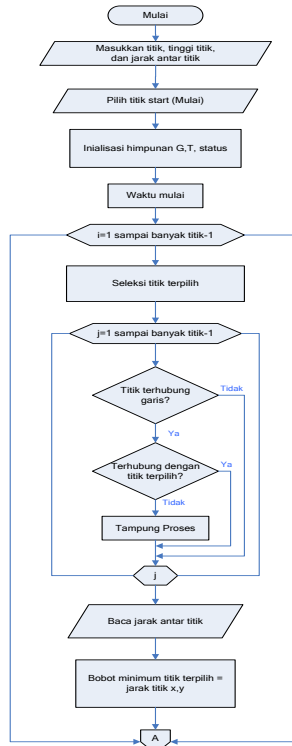 Mulai
Masukkan titik, tinggi titik,
dan jarak antar titik
Pilih titik start (Mulai)
Inialisasi himpunan G,T, status
Waktu mulai
i=1 sampai banyak titik-1
Seleksi titik terpilih
j=1 sampai banyak titik-1
Titik terhubung
garis?
Tidak
Ya
Terhubung dengan
titik terpilih?
Ya
Tidak
Tampung Proses
j
Baca jarak antar titik
Bobot minimum titik terpilih =
jarak titik x,y
A